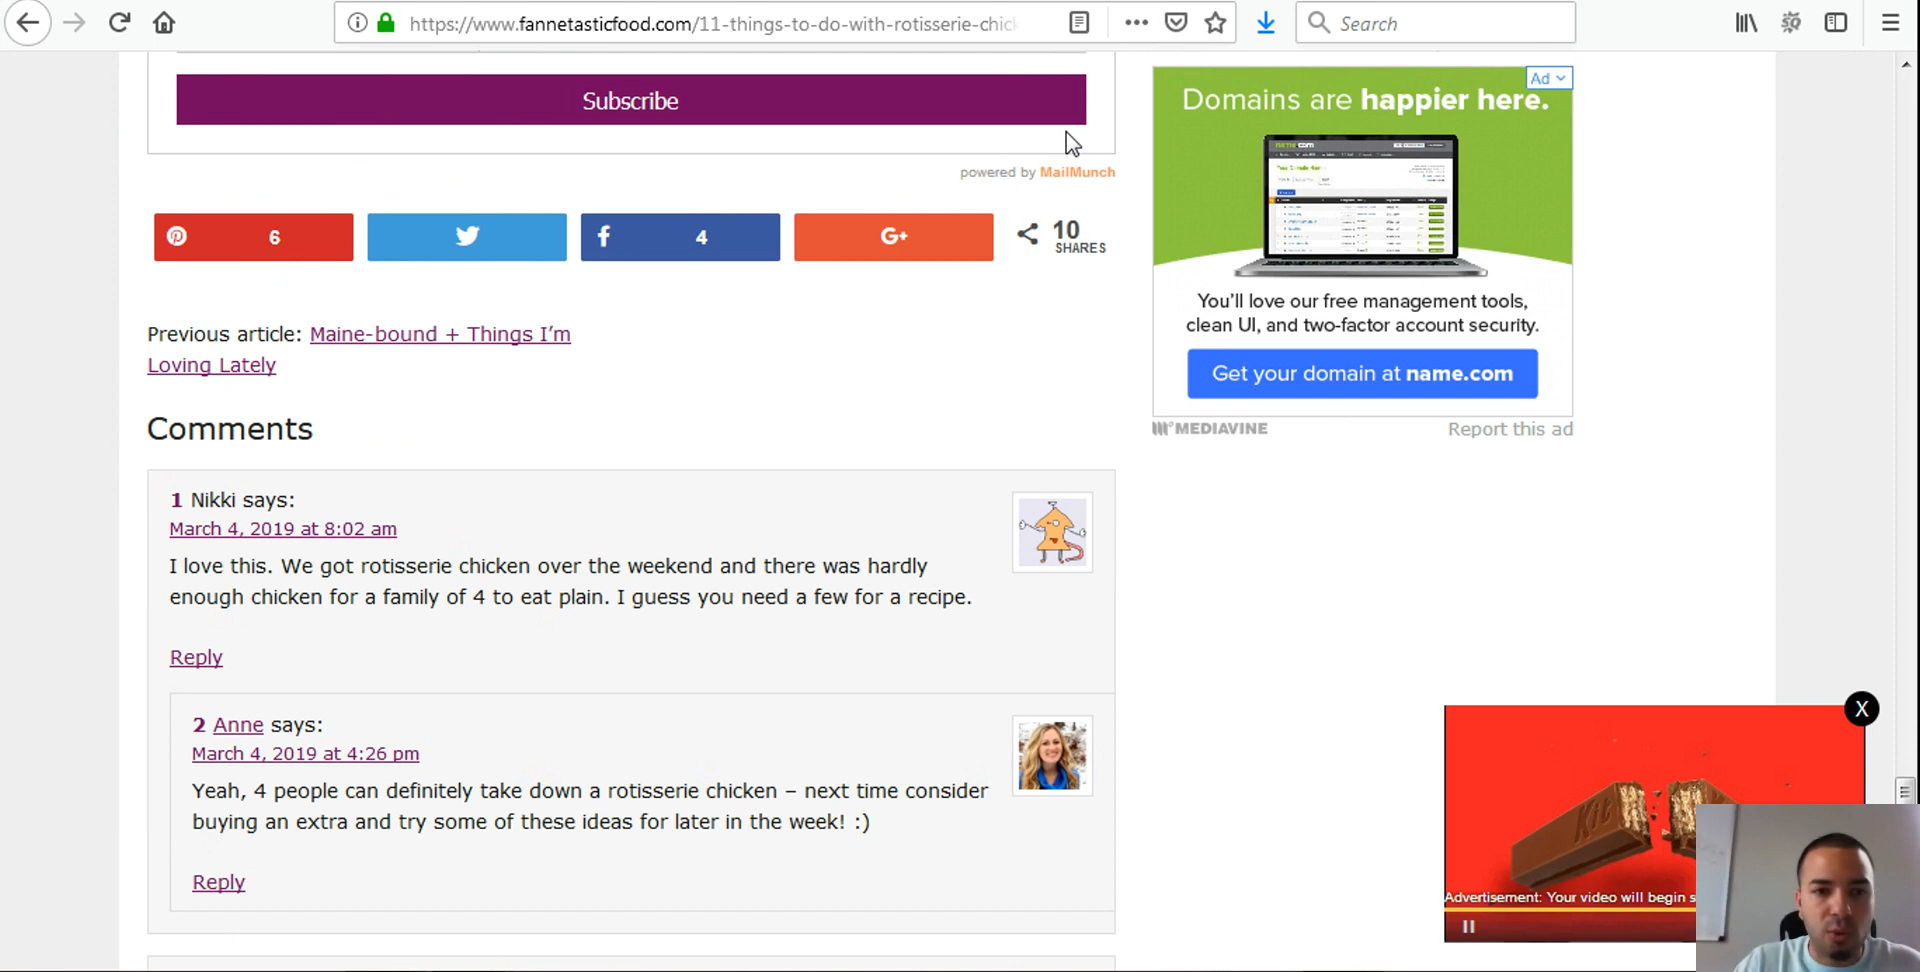 https://www.fannetasticfood.com/11-things-to-do-with-rotisserie-chick
Search
Subscribe
powered by MailMunch
6
4
G+
10
SHARES
Previous article: Maine-bound + Things I’m
Loving Lately
Comments
1 Nikki says:
March 4, 2019 at 8:02 am
I love this. We got rotisserie chicken over the weekend and there was hardly
enough chicken for a family of 4 to eat plain. I guess you need a few for a recipe.
Reply
2 Anne says:
March 4, 2019 at 4:26 pm
Yeah, 4 people can definitely take down a rotisserie chicken – next time consider
buying an extra and try some of these ideas for later in the week! :)
Reply
Ad
Domains are happier here.
name.com
You’ll love our free management tools,
clean UI, and two-factor account security.
Get your domain at name.com
MEDIAVINE
Report this ad
X
Kit
Advertisement: Your video will begin s